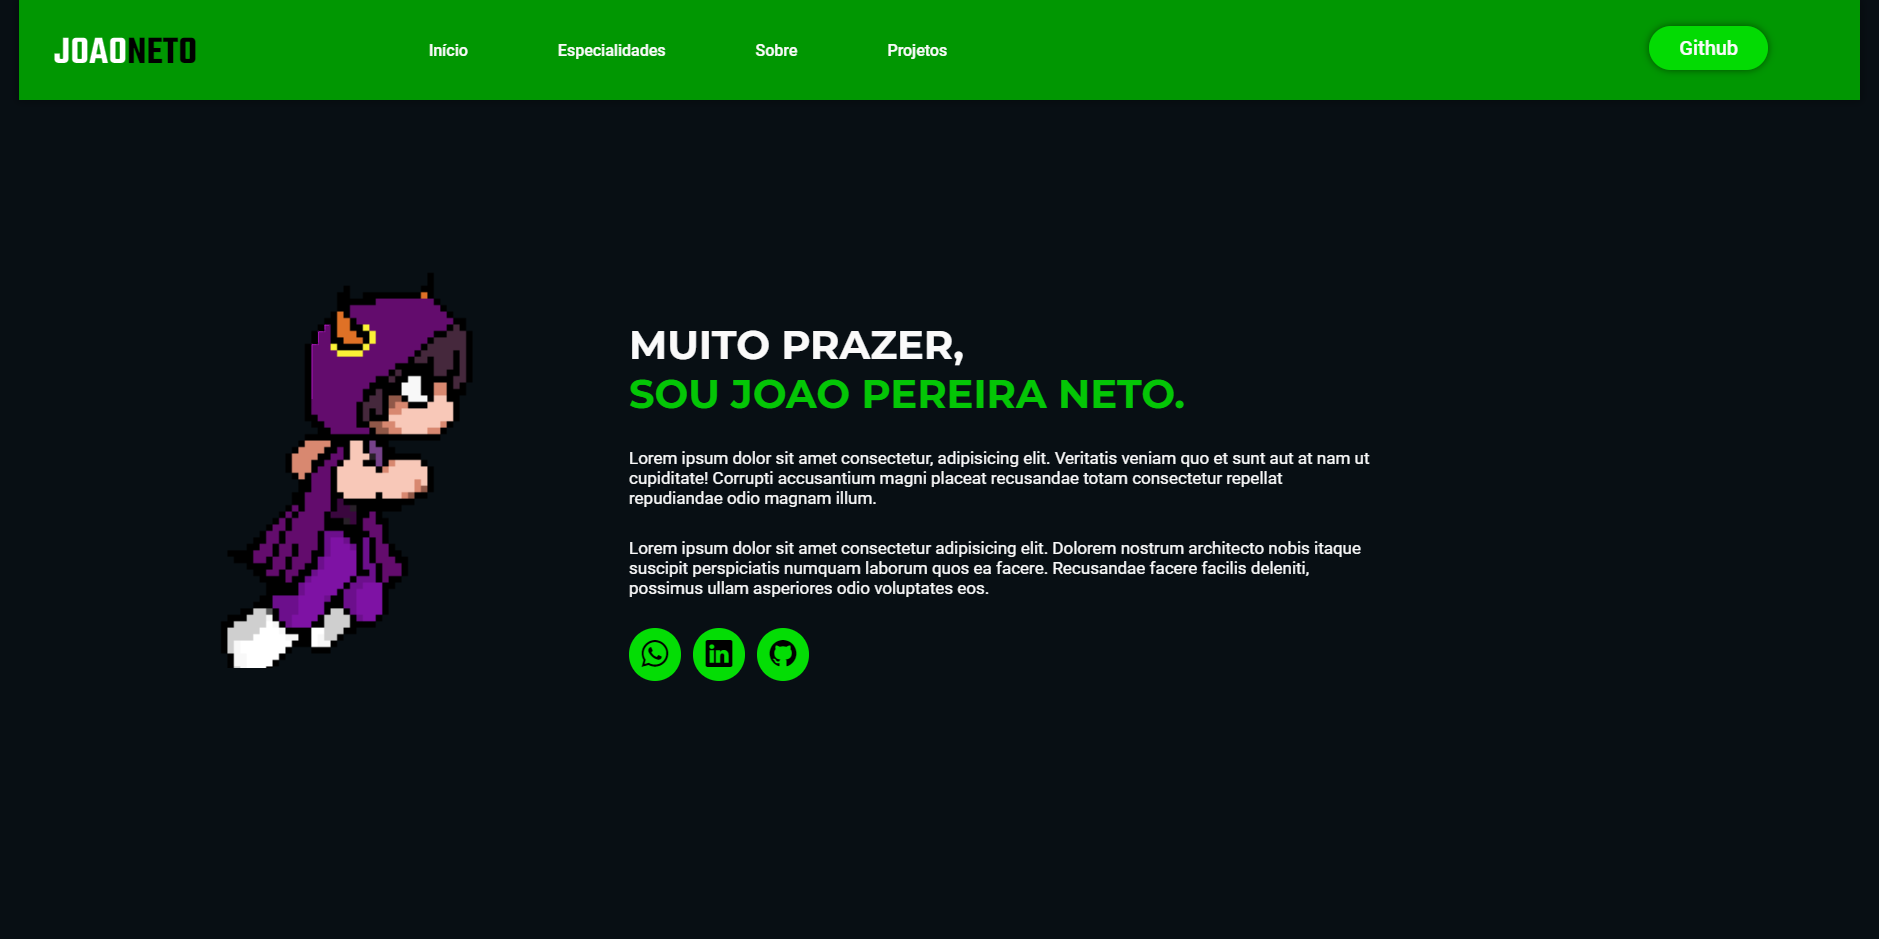 JOAONETO
Início
Especialidades
Sobre
Projetos
Github
MUITO PRAZER,
SOU JOAO PEREIRA NETO.
Lorem ipsum dolor sit amet consectetur, adipisicing elit. Veritatis veniam quo et sunt aut at nam ut
cupiditate! Corrupti accusantium magni placeat recusandae totam consectetur repellat
repudiandae odio magnam illum.
Lorem ipsum dolor sit amet consectetur adipisicing elit. Dolorem nostrum architecto nobis itaque
suscipit perspiciatis numquam laborum quos ea facere. Recusandae facere facilis deleniti,
possimus ullam asperiores odio voluptates eos.
in